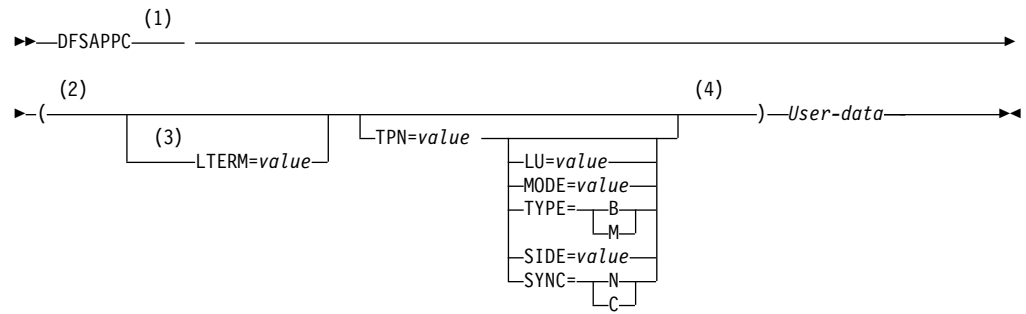 (1)
DFSAPPC
(2) (4)
( ) User-data
(3) TPN=value
LTERM=value LU=value
MODE=value
TYPE= B
M
SIDE=value
SYNC= N
C